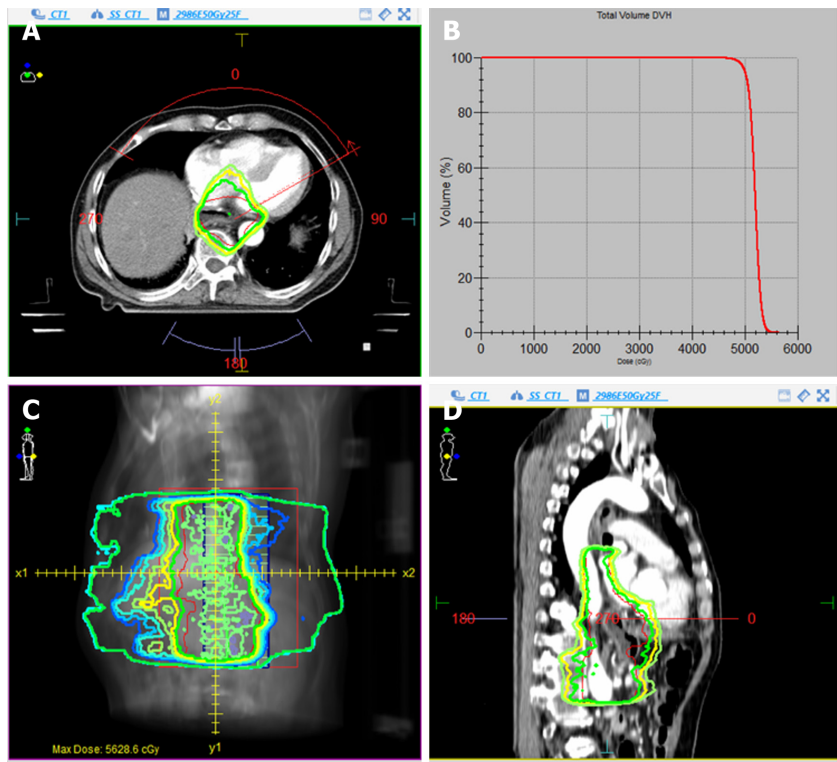 A
CT1 SS_CT1 M 2986E50Gy25F
0
270
90
180
B
Total Volume DVH
Volume (%)
100
80
60
40
20
0
0 1000 2000 3000 4000 5000 6000
Dose (cGy)
C
y2
x1
x2
y1
Max Dose: 5628.6 cGy
D
CT1 SS_CT1 M 2986E50Gy25F
180
270
0